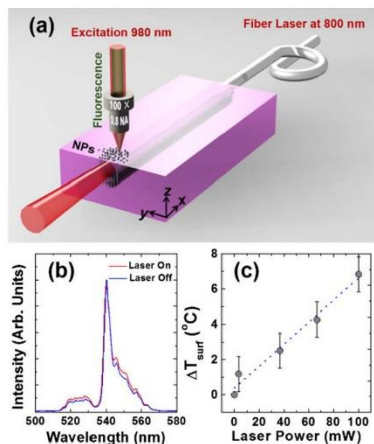 (a)
Excitation 980 nm
Fiber Laser at 800 nm
Fluorescence
100 x
0.8 NA
NPs
z
y
x
(b)
Laser On
Laser Off
Intensity (Arb. Units)
500 520 540 560 580
Wavelength (nm)
(c)
ΔTsurf (°C)
8
6
4
2
0
0 20 40 60 80 100
Laser Power (mW)